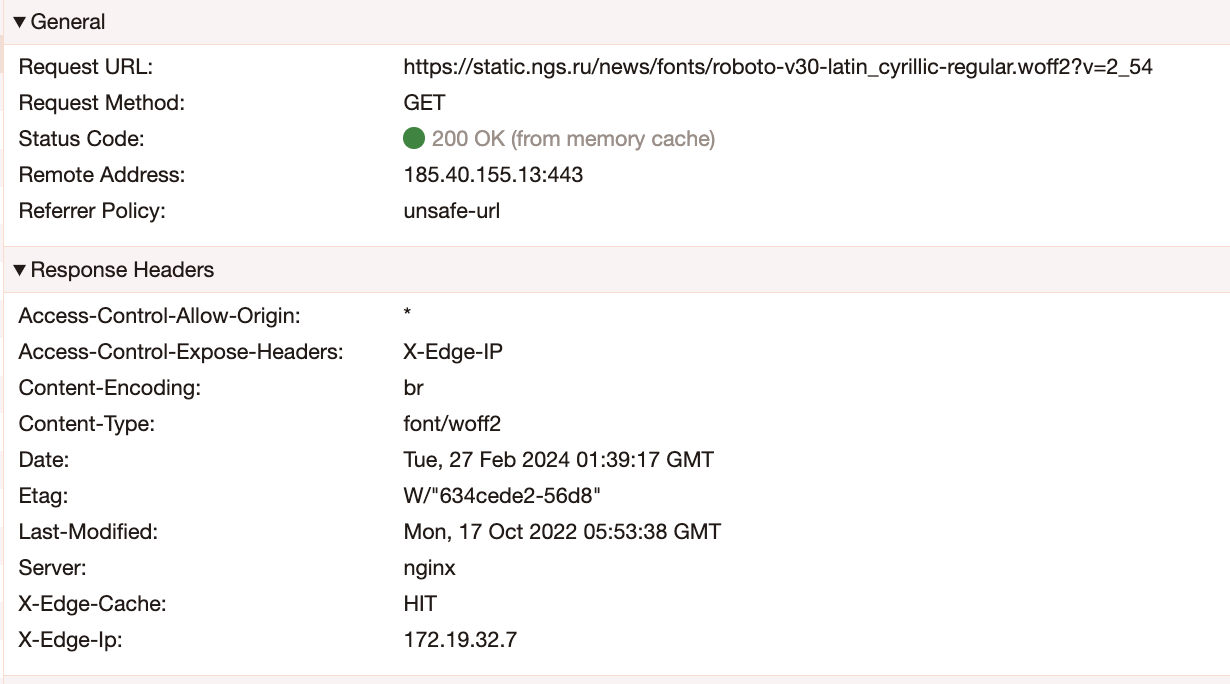 General
Request URL: https://static.ngs.ru/news/fonts/roboto-v30-latin_cyrillic-regular.woff2?v=2_54
Request Method: GET
Status Code: 200 OK (from memory cache)
Remote Address: 185.40.155.13:443
Referrer Policy: unsafe-url
Response Headers
Access-Control-Allow-Origin: *
Access-Control-Expose-Headers: X-Edge-IP
Content-Encoding: br
Content-Type: font/woff2
Date: Tue, 27 Feb 2024 01:39:17 GMT
Etag: W/"634cede2-56d8"
Last-Modified: Mon, 17 Oct 2022 05:53:38 GMT
Server: nginx
X-Edge-Cache: HIT
X-Edge-Ip: 172.19.32.7